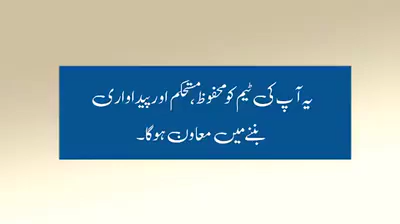 یہ آپ کی ٹیم کو محفوظ، مستحکم اور پیداواری
بننے میں معاون ہوگا۔